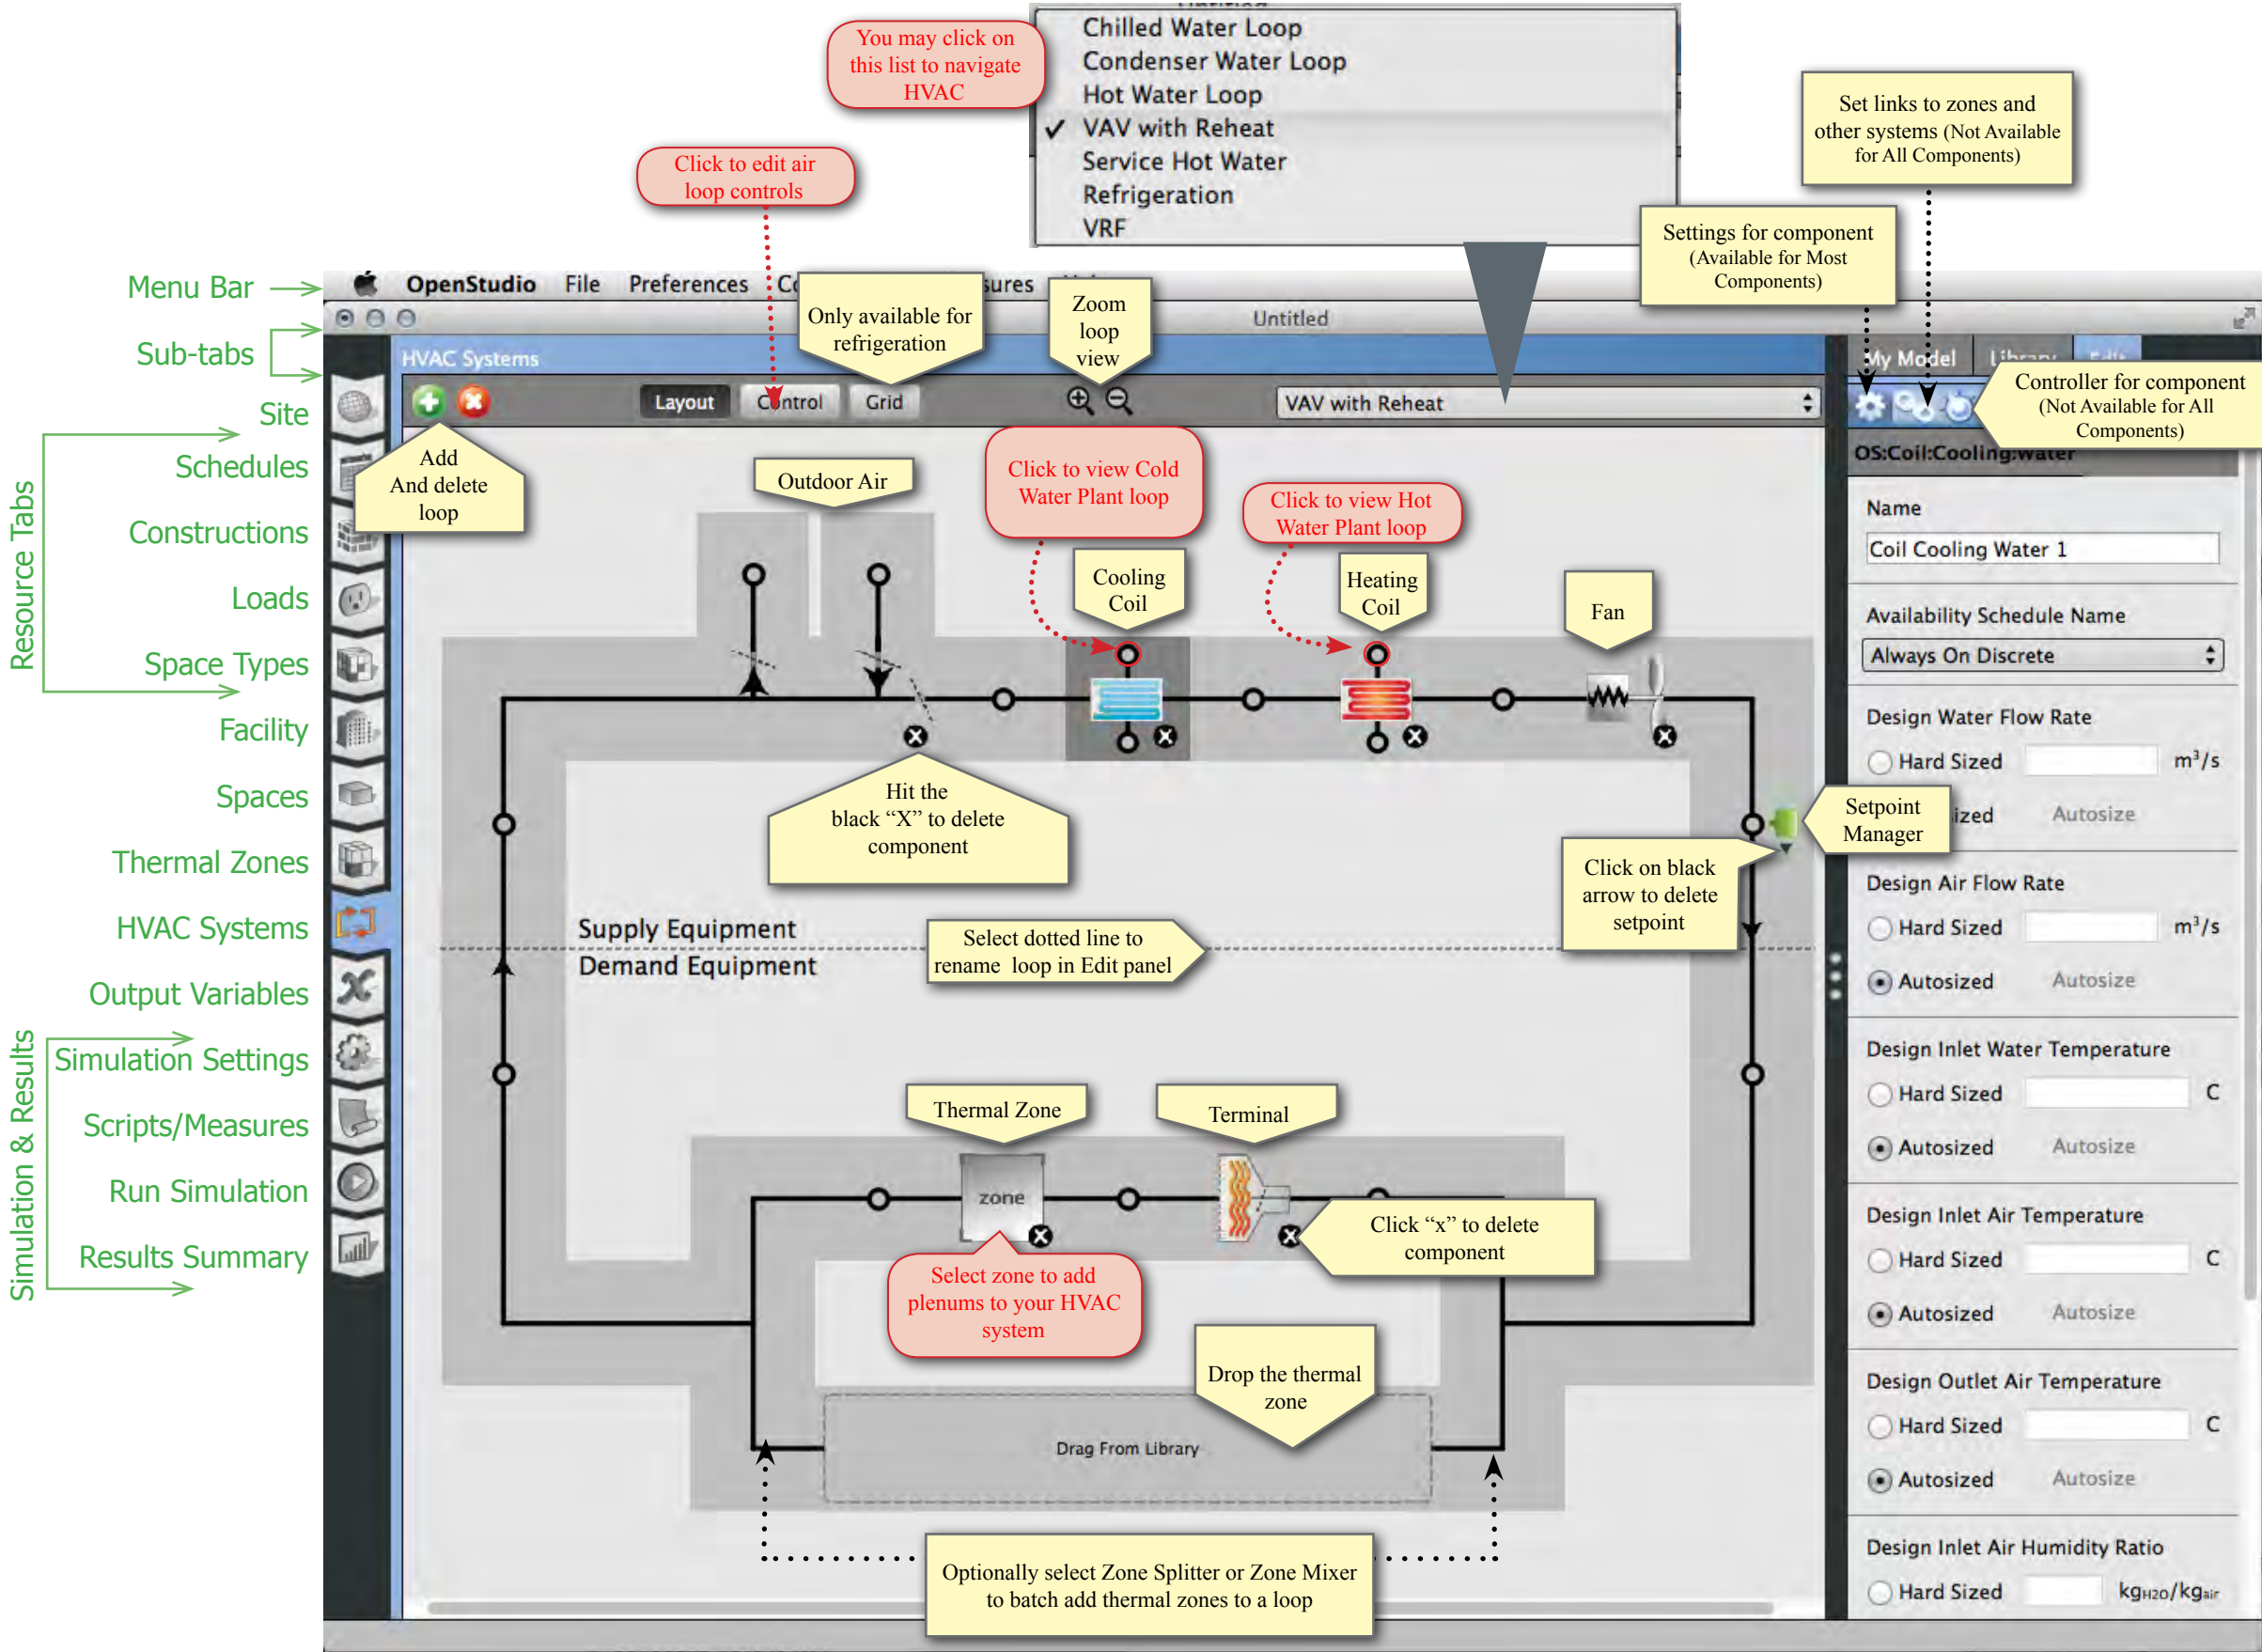 Chilled Water Loop
Condenser Water Loop
Hot Water Loop
✓ VAV with Reheat
Service Hot Water
Refrigeration
VRF
You may click on
this list to navigate
HVAC
Click to edit air
loop controls
Set links to zones and
other systems (Not Available
for All Components)
Settings for component
(Available for Most
Components)
Menu Bar
Sub-tabs
Site
Schedules
Constructions
Loads
Space Types
Facility
Spaces
Thermal Zones
HVAC Systems
Output Variables
Simulation Settings
Scripts/Measures
Run Simulation
Results Summary
Resource Tabs
Simulation & Results
OpenStudio File Preferences
Only available for
refrigeration
Zoom
loop
view
Untitled
HVAC Systems
Layout Control Grid
VAV with Reheat
My Model Library Edit
Controller for component
(Not Available for All
Components)
Add
And delete
loop
Outdoor Air
Click to view Cold
Water Plant loop
Click to view Hot
Water Plant loop
Cooling
Coil
Heating
Coil
Fan
Hit the
black “X” to delete
component
Setpoint
Manager
Click on black
arrow to delete
setpoint
Supply Equipment
Demand Equipment
Select dotted line to
rename loop in Edit panel
Thermal Zone
Terminal
zone
Click “x” to delete
component
Select zone to add
plenums to your HVAC
system
Drop the thermal
zone
Drag From Library
Optionally select Zone Splitter or Zone Mixer
to batch add thermal zones to a loop
OS:Coil:Cooling:Water
Name
Coil Cooling Water 1
Availability Schedule Name
Always On Discrete
Design Water Flow Rate
Hard Sized m³/s
Autosize
Design Air Flow Rate
Hard Sized m³/s
Autosized Autosize
Design Inlet Water Temperature
Hard Sized C
Autosized Autosize
Design Inlet Air Temperature
Hard Sized C
Autosized Autosize
Design Outlet Air Temperature
Hard Sized C
Autosized Autosize
Design Inlet Air Humidity Ratio
Hard Sized kgH2O/kgair